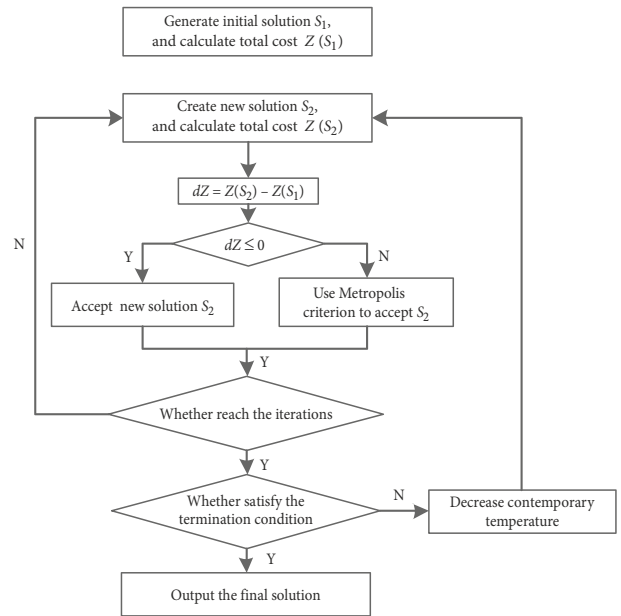 Generate initial solution S₁,
and calculate total cost Z (S₁)
Create new solution S₂,
and calculate total cost Z (S₂)
dZ = Z(S₂) – Z(S₁)
N
dZ ≤ 0
Y
N
Accept new solution S₂
Use Metropolis
criterion to accept S₂
Y
Whether reach the iterations
Y
Whether satisfy the
termination condition
N
Decrease contemporary
temperature
Y
Output the final solution